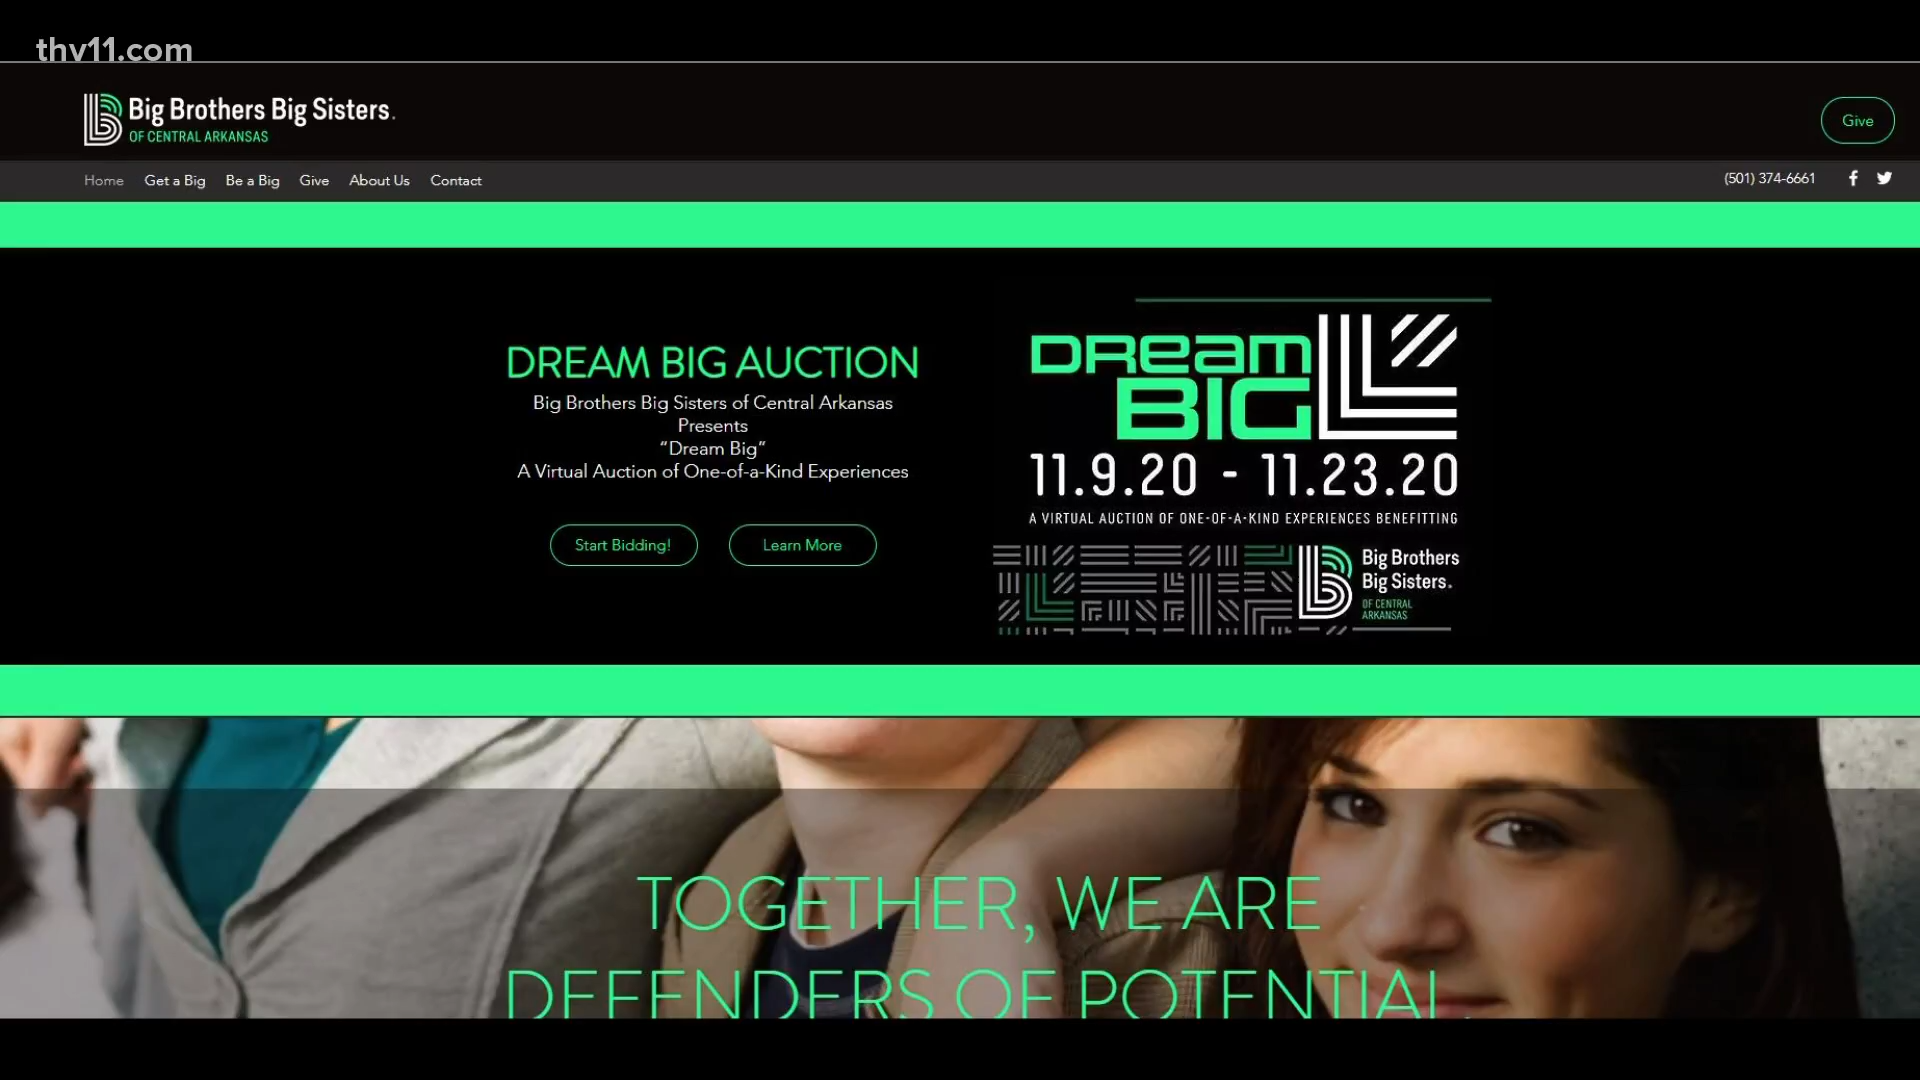 thv11.com
Big Brothers Big Sisters.
OF CENTRAL ARKANSAS
Give
Home Get a Big Be a Big Give About Us Contact
(501) 374-6661
DREAM BIG AUCTION
Big Brothers Big Sisters of Central Arkansas
Presents
“Dream Big”
A Virtual Auction of One-of-a-Kind Experiences
Start Bidding! Learn More
DReam
BIG
11.9.20 - 11.23.20
A VIRTUAL AUCTION OF ONE-OF-A-KIND EXPERIENCES BENEFITTING
Big Brothers
Big Sisters.
OF CENTRAL
ARKANSAS
TOGETHER, WE ARE
DEFENDERS OF POTENTIAL.